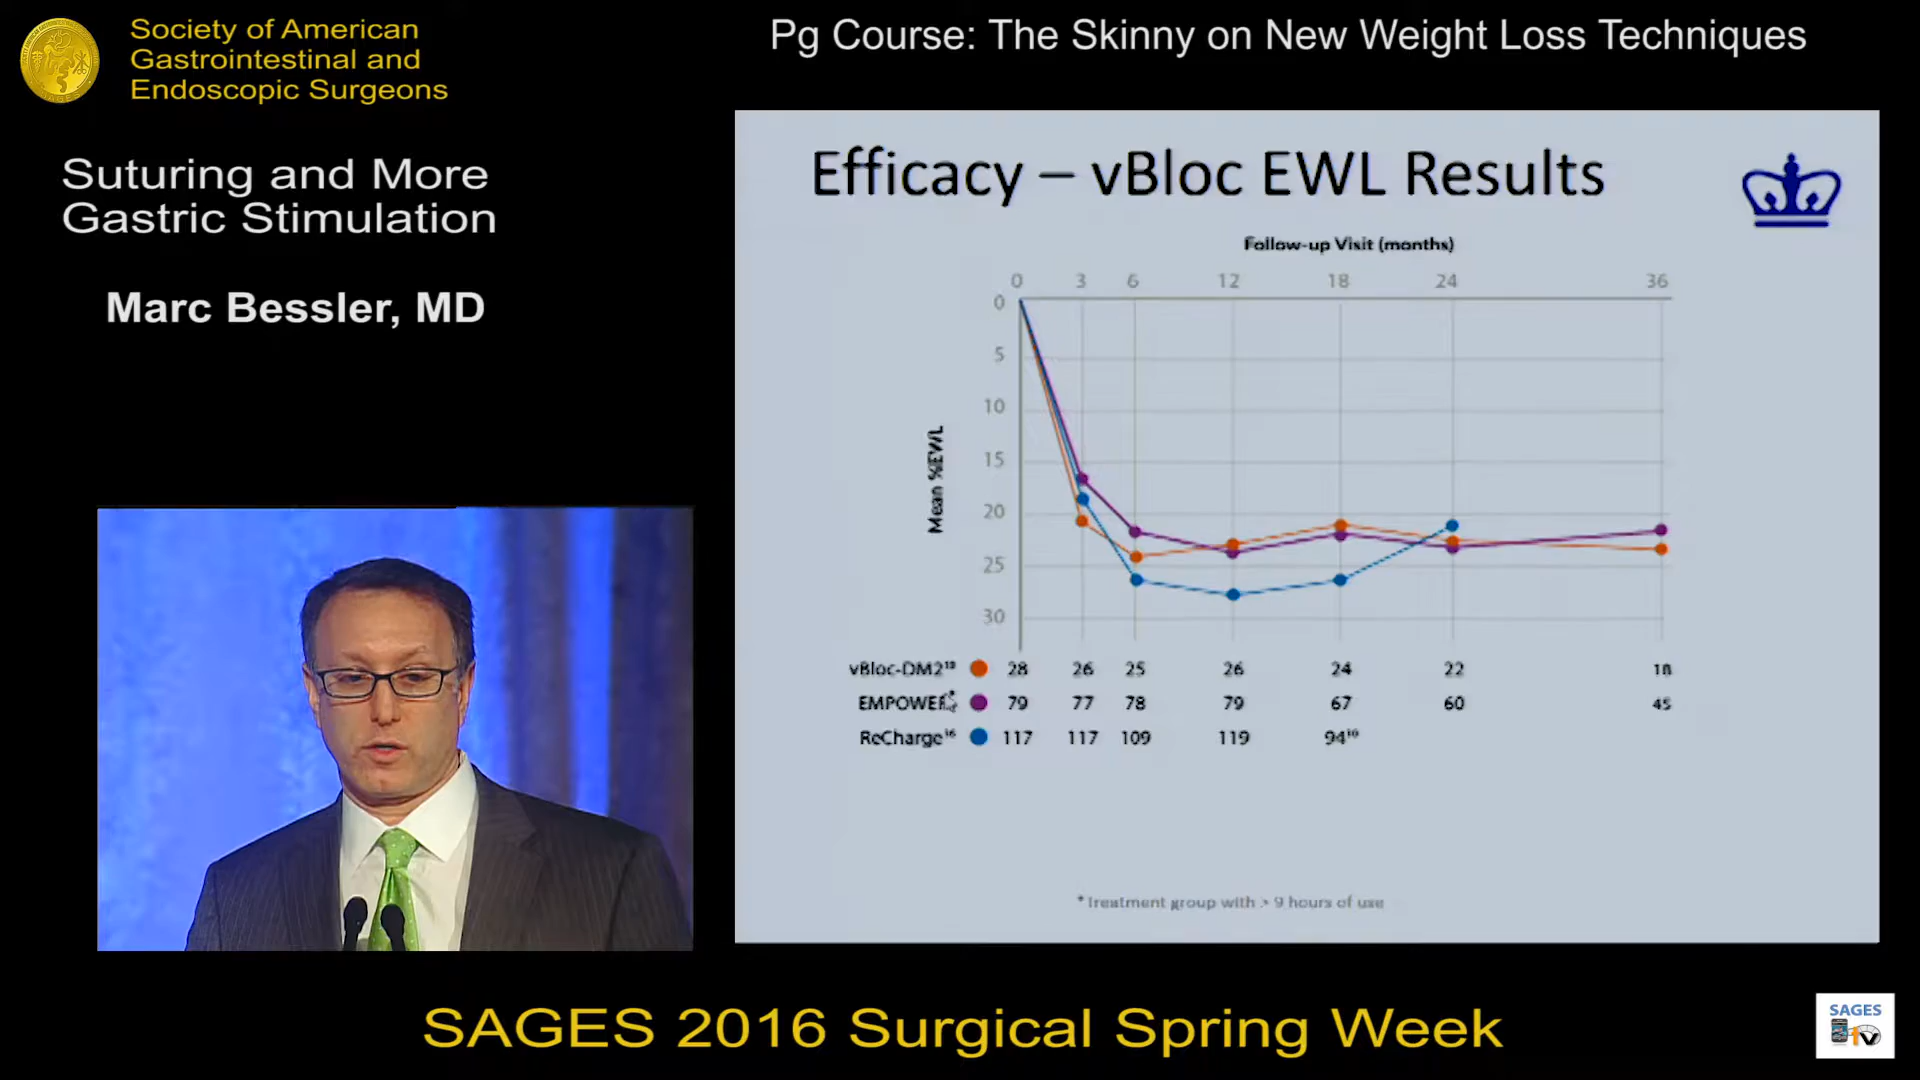 Society of American
Gastrointestinal and
Endoscopic Surgeons
Pg Course: The Skinny on New Weight Loss Techniques
Suturing and More
Gastric Stimulation
Marc Bessler, MD
Efficacy – vBloc EWL Results
Follow-up Visit (months)
0 3 6 12 18 24 36
0
5
10
15
20
25
30
Mean %EWL
vBloc-DM2 28 26 25 26 24 22 18
EMPOWER 79 77 78 79 67 60 45
ReCharge¹⁶ 117 117 109 119 94¹⁰
*Treatment group with > 9 hours of use
SAGES 2016 Surgical Spring Week
SAGES
TV